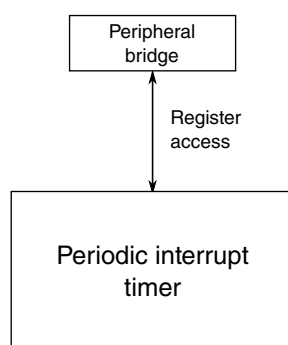 Peripheral
bridge
Register
access
Periodic interrupt
timer